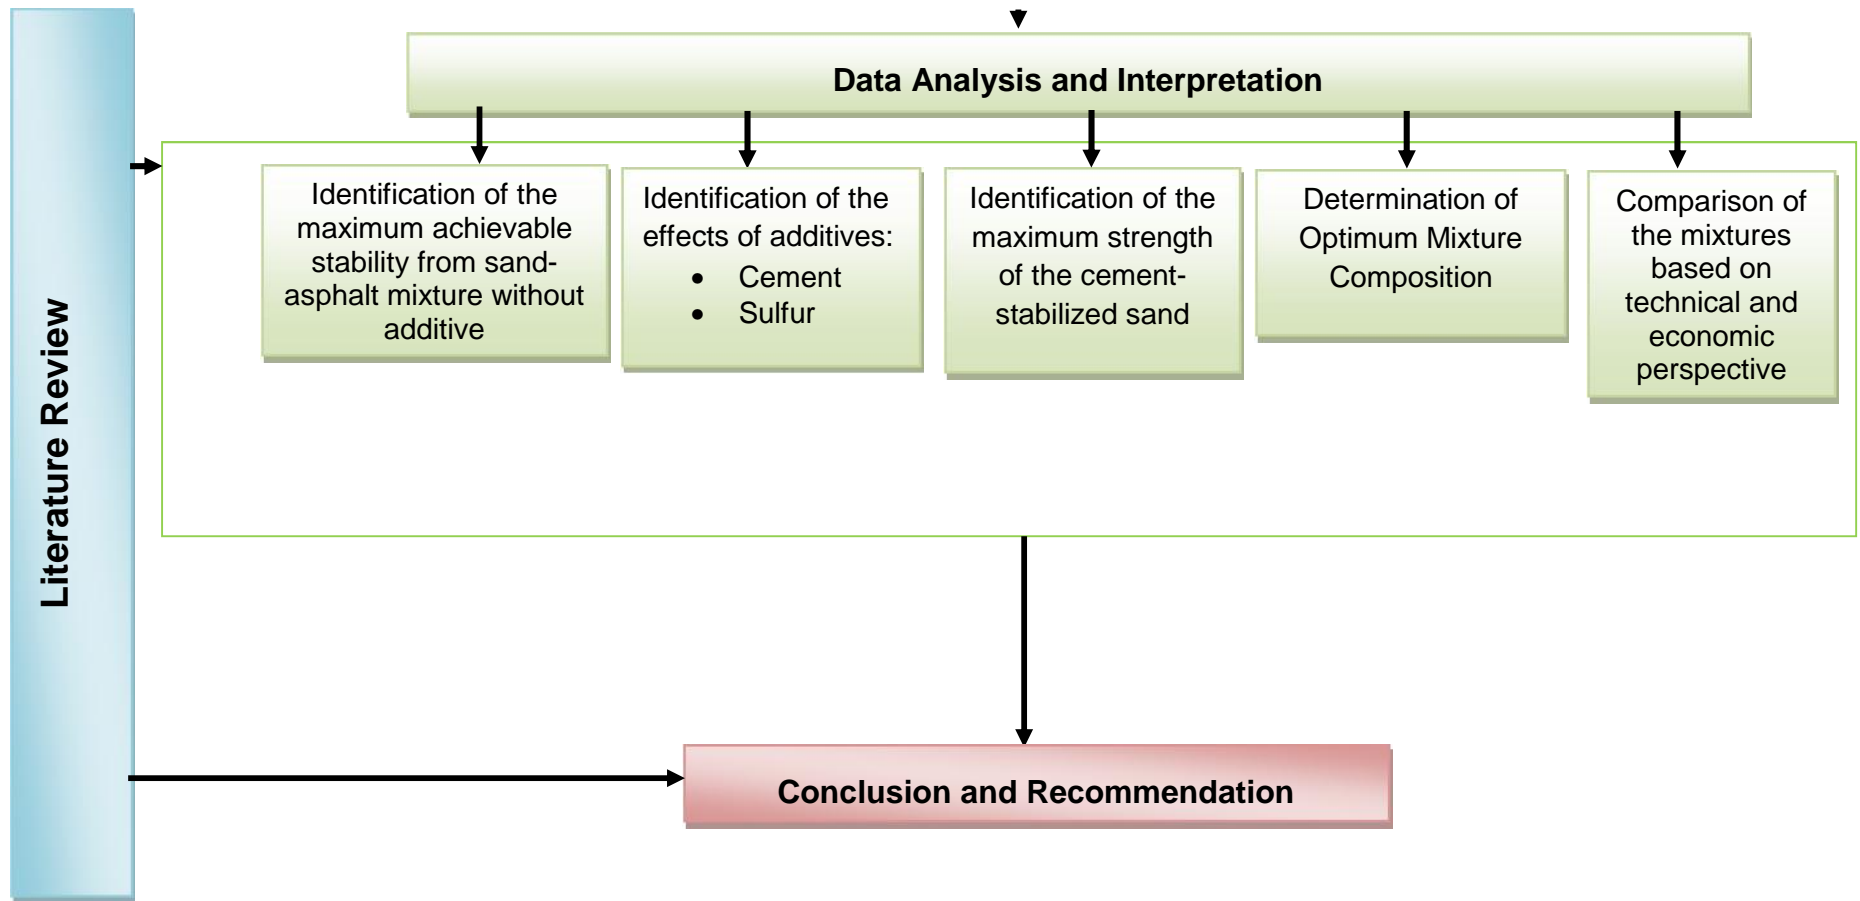 Literature Review
Data Analysis and Interpretation
Identification of the
maximum achievable
stability from sand-
asphalt mixture without
additive
Identification of the
effects of additives:
• Cement
• Sulfur
Identification of the
maximum strength
of the cement-
stabilized sand
Determination of
Optimum Mixture
Composition
Comparison of
the mixtures
based on
technical and
economic
perspective
Conclusion and Recommendation